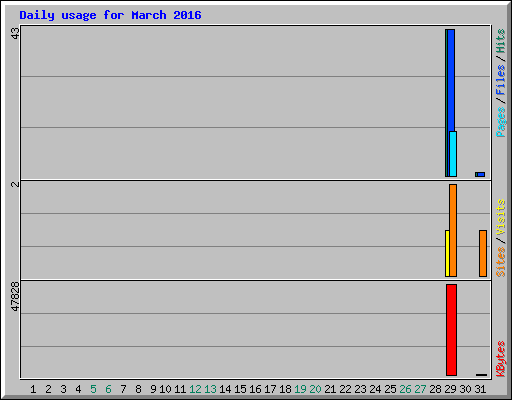 Daily usage for March 2016
43
Pages/Files/Hits
2
Sites/Visits
47828
KBytes
1 2 3 4 5 6 7 8 9 10 11 12 13 14 15 16 17 18 19 20 21 22 23 24 25 26 27 28 29 30 31